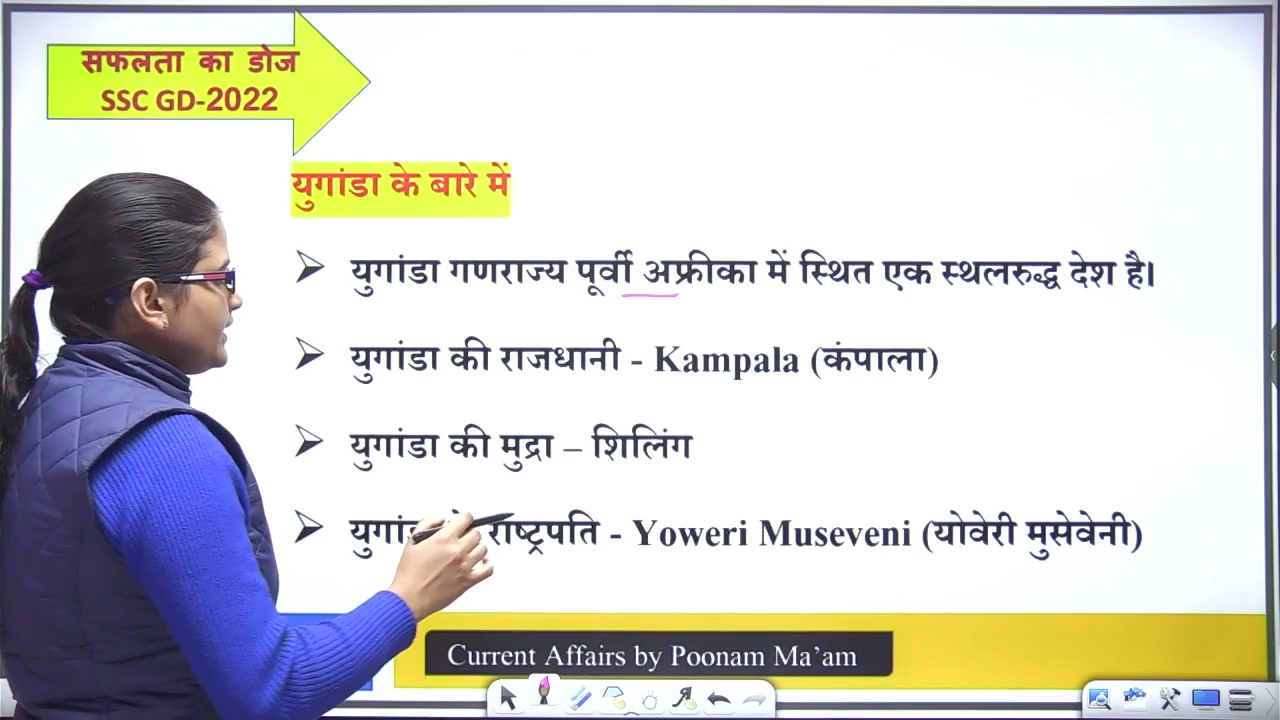 सफलता का डोज
SSC GD-2022
युगांडा के बारे में
युगांडा गणराज्य पूर्वी अफ्रीका में स्थित एक स्थलरुद्ध देश है।
युगांडा की राजधानी - Kampala (कंपाला)
युगांडा की मुद्रा – शिलिंग
राष्ट्रपति - Yoweri Museveni (योवेरी मुसेवेनी)
Current Affairs by Poonam Ma'am